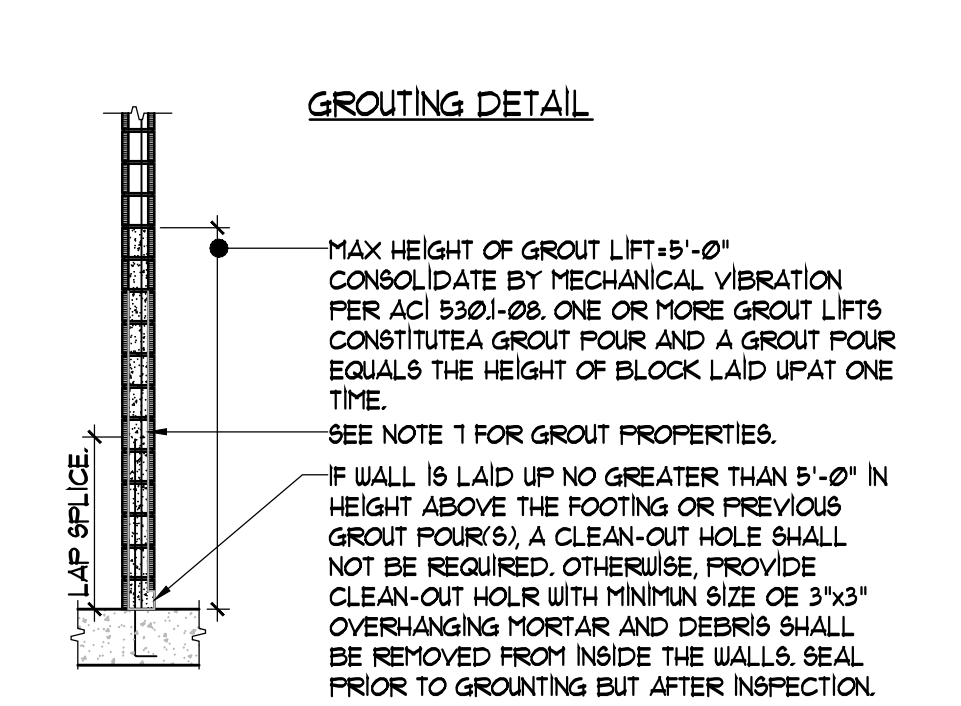 GROUTING DETAIL
MAX HEIGHT OF GROUT LIFT=5'-0"
CONSOLIDATE BY MECHANICAL VIBRATION
PER ACI 530.1-08. ONE OR MORE GROUT LIFTS
CONSTITUTEA GROUT POUR AND A GROUT POUR
EQUALS THE HEIGHT OF BLOCK LAID UPAT ONE
TIME.
SEE NOTE 7 FOR GROUT PROPERTIES.
IF WALL IS LAID UP NO GREATER THAN 5'-0" IN
HEIGHT ABOVE THE FOOTING OR PREVIOUS
GROUT POUR(S), A CLEAN-OUT HOLE SHALL
NOT BE REQUIRED. OTHERWISE, PROVIDE
CLEAN-OUT HOLR WITH MINIMUN SIZE OE 3"x3"
OVERHANGING MORTAR AND DEBRIS SHALL
BE REMOVED FROM INSIDE THE WALLS. SEAL
PRIOR TO GROUNTING BUT AFTER INSPECTION.
LAP SPLICE.